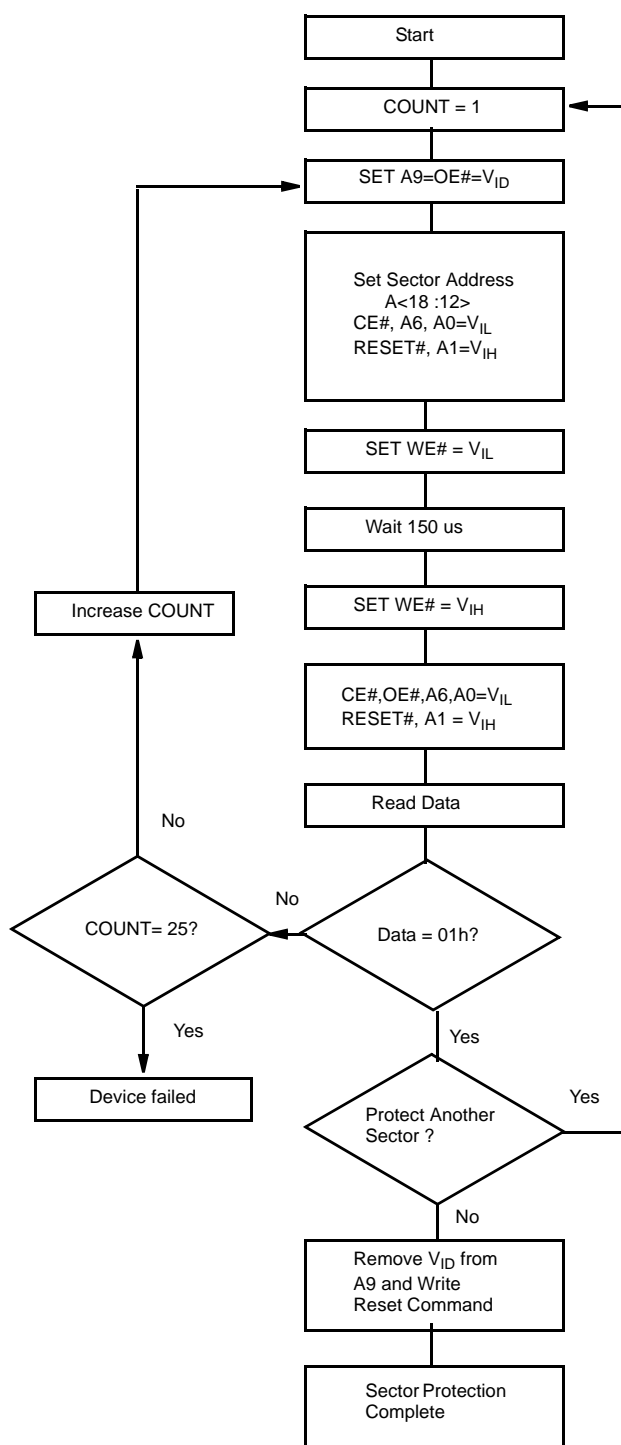 Start
COUNT = 1
SET A9=OE#=VID
Set Sector Address
A<18 :12>
CE#, A6, A0=VIL
RESET#, A1=VIH
SET WE# = VIL
Wait 150 us
SET WE# = VIH
Increase COUNT
CE#,OE#,A6,A0=VIL
RESET#, A1 = VIH
Read Data
No
No
COUNT= 25?
Data = 01h?
Yes
Yes
Device failed
Protect Another
Sector ?
Yes
No
Remove VID from
A9 and Write
Reset Command
Sector Protection
Complete